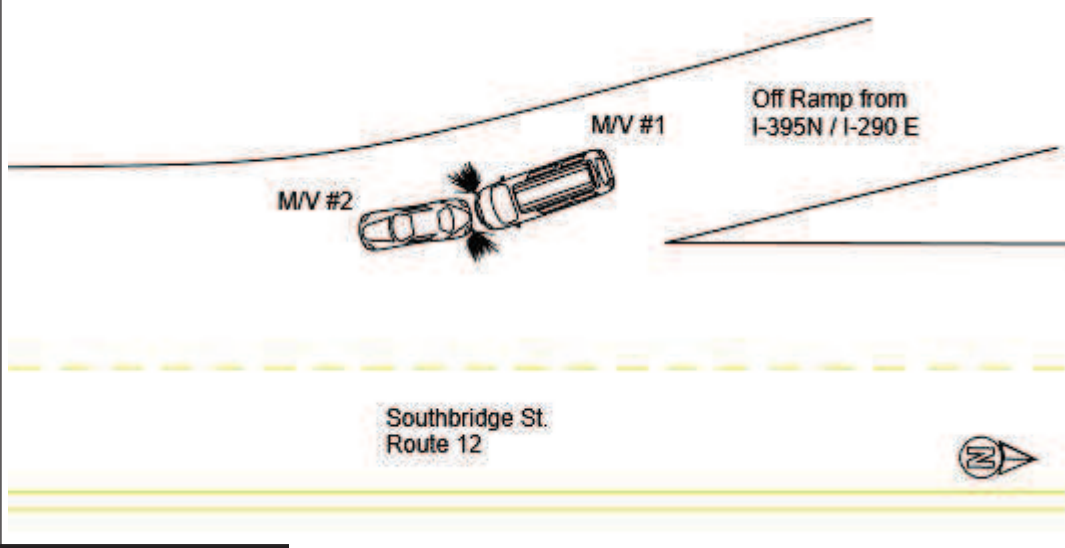 Off Ramp from
I-395N / I-290 E
M/V #1
M/V #2
Southbridge St.
Route 12
N